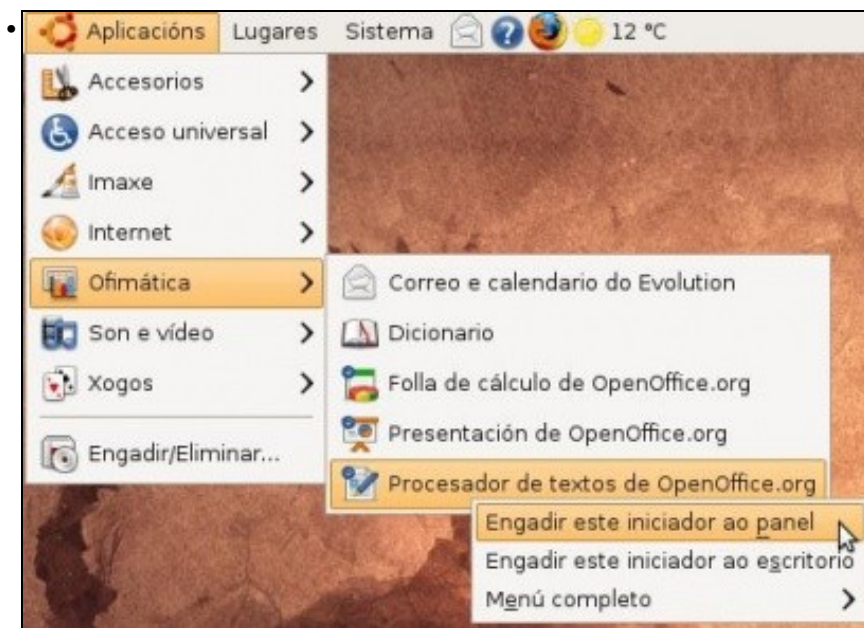 Aplicacións Lugares Sistema 12 °C
Accesorios
Acceso universal
Imaxe
Internet
Ofimática
Son e vídeo
Xogos
Engadir/Eliminar...
Correo e calendario do Evolution
Dicionario
Folla de cálculo de OpenOffice.org
Presentación de OpenOffice.org
Procesador de textos de OpenOffice.org
Engadir este iniciador ao panel
Engadir este iniciador ao escritorio
Menú completo